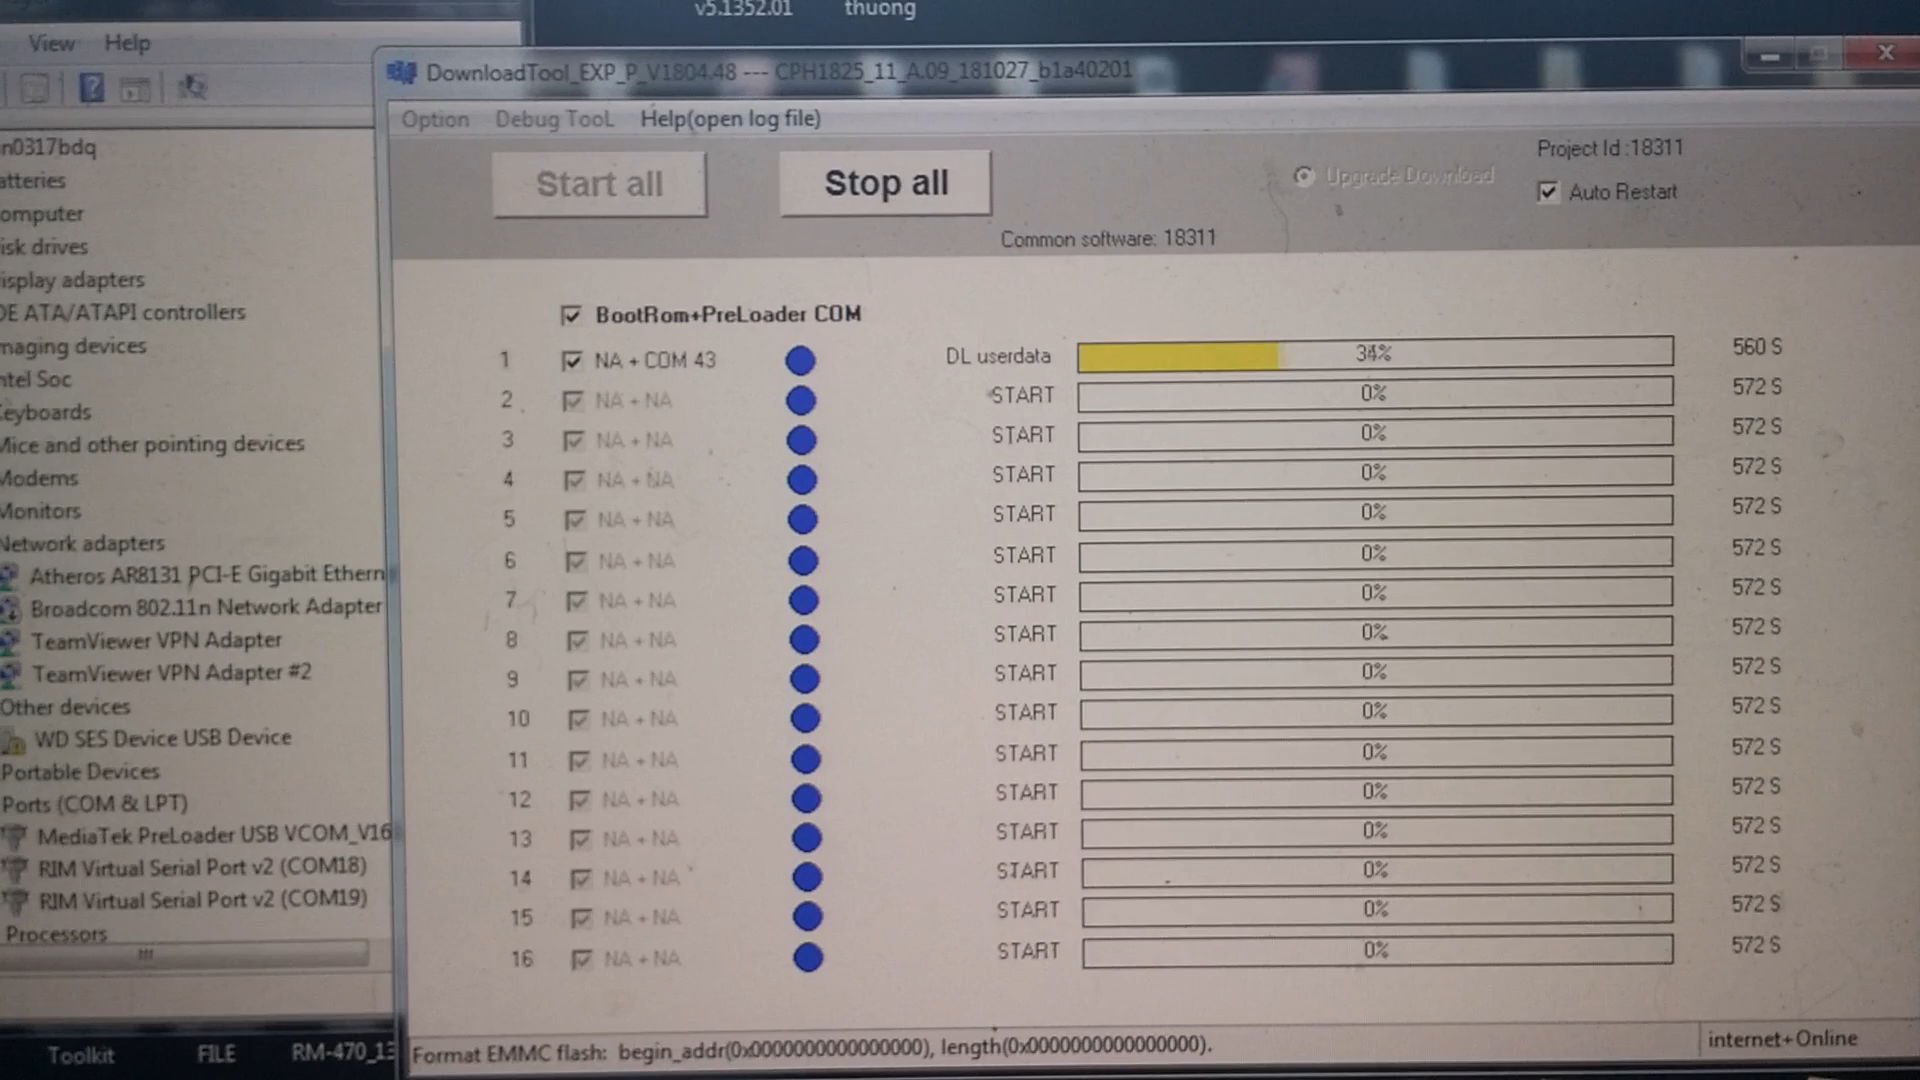 v5.1352.01 thuong
View Help
DownloadTool_EXP_P_V1804.48 --- CPH1825_11_A.09_181027_b1a40201
Option Debug TooL Help(open log file)
Start all Stop all
Upgrade Download
Project Id :18311
Auto Restart
Common software: 18311
BootRom+PreLoader COM
1 NA + COM 43 DL userdata 34% 560 S
2 NA + NA START 0% 572 S
3 NA + NA START 0% 572 S
4 NA + NA START 0% 572 S
5 NA + NA START 0% 572 S
6 NA + NA START 0% 572 S
7 NA + NA START 0% 572 S
8 NA + NA START 0% 572 S
9 NA + NA START 0% 572 S
10 NA + NA START 0% 572 S
11 NA + NA START 0% 572 S
12 NA + NA START 0% 572 S
13 NA + NA START 0% 572 S
14 NA + NA START 0% 572 S
15 NA + NA START 0% 572 S
16 NA + NA START 0% 572 S
Format EMMC flash: begin_addr(0x0000000000000000), length(0x0000000000000000).
internet+Online
n0317bdq
atteries
omputer
isk drives
isplay adapters
DE ATA/ATAPI controllers
maging devices
ntel Soc
Keyboards
Mice and other pointing devices
Modems
Monitors
Network adapters
Atheros AR8131 PCI-E Gigabit Ethern
Broadcom 802.11n Network Adapter
TeamViewer VPN Adapter
TeamViewer VPN Adapter #2
Other devices
WD SES Device USB Device
Portable Devices
Ports (COM & LPT)
MediaTek PreLoader USB VCOM_V16
RIM Virtual Serial Port v2 (COM18)
RIM Virtual Serial Port v2 (COM19)
Processors
Toolkit FILE RM-470_13